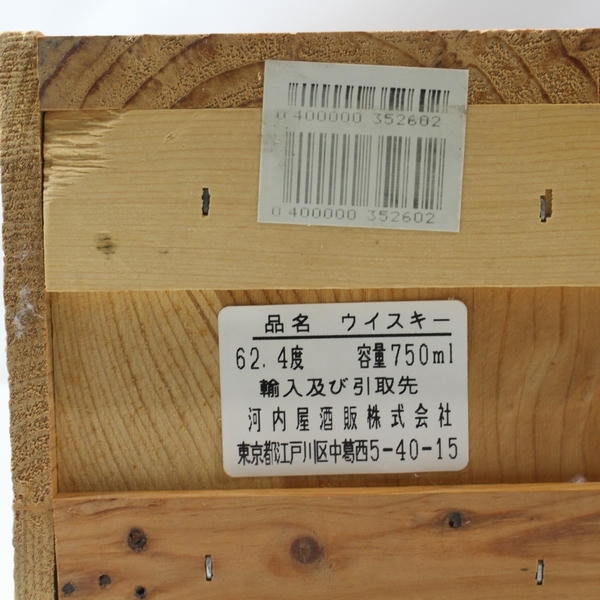 0 400000 352602
0 400000 352602
品名 ウイスキー
62.4度 容量750ml
輸入及び引取先
河内屋酒販株式会社
東京都江戸川区中葛西5-40-15